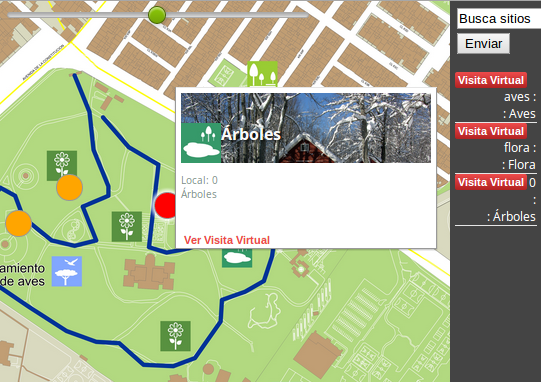 AVENIDA DE LA CONSTITUCION
Árboles
Local: 0
Árboles
Ver Visita Virtual
amiento
de aves
Busca sitios
Enviar
Visita Virtual
aves :
: Aves
Visita Virtual
flora :
: Flora
Visita Virtual 0
:
: Árboles